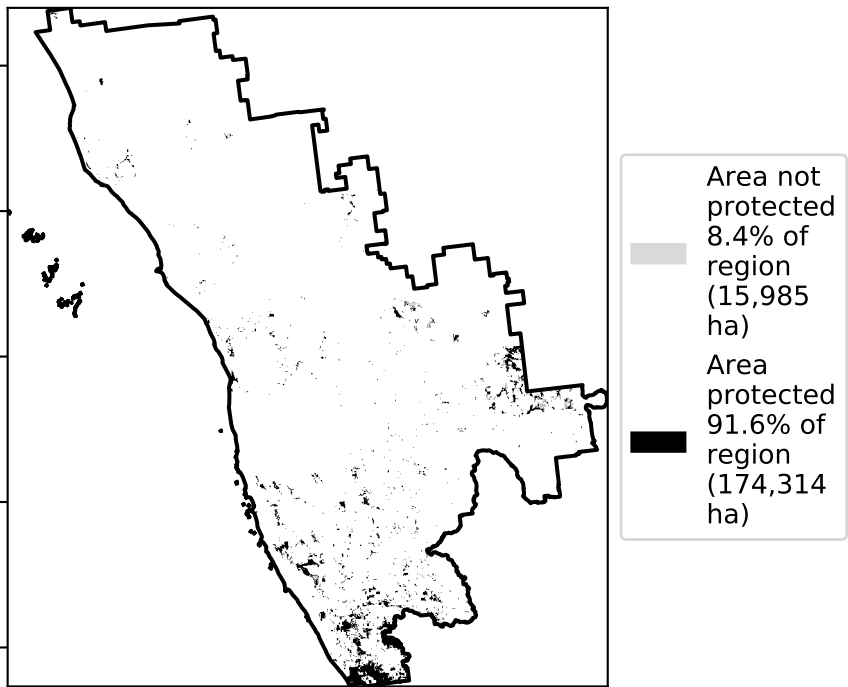 Area not
protected
8.4% of
region
(15,985
ha)
Area
protected
91.6% of
region
(174,314
ha)